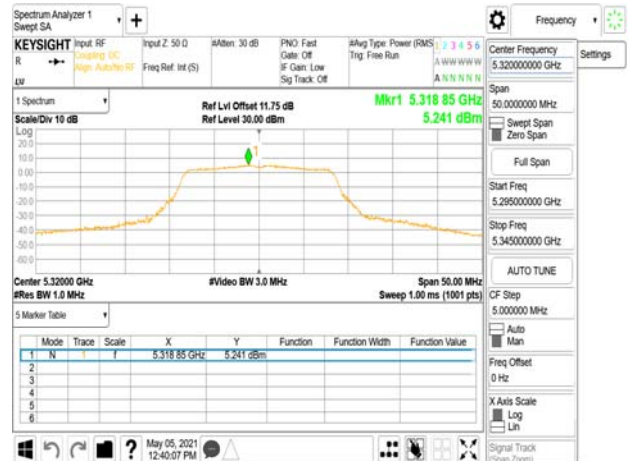 Spectrum Analyzer 1
Swept SA
Frequency
KEYSIGHT
R
Input: RF
Coupling: DC
Align: Auto/No RF
Input Z: 50 Ω
Freq Ref: Int (S)
#Atten: 30 dB
PNO: Fast
Gate: Off
IF Gain: Low
Sig Track: Off
#Avg Type: Power (RMS
Trig: Free Run
1 2 3 4 5 6
A W W W W W
A N N N N N
1 Spectrum
Scale/Div 10 dB
Ref Lvl Offset 11.75 dB
Ref Level 30.00 dBm
Mkr1 5.318 85 GHz
5.241 dBm
Log
20.0
10.0
0.00
-10.0
-20.0
-30.0
-40.0
-50.0
-60.0
1
Center 5.32000 GHz
#Res BW 1.0 MHz
#Video BW 3.0 MHz
Span 50.00 MHz
Sweep 1.00 ms (1001 pts)
5 Marker Table
Mode Trace Scale X Y Function Function Width Function Value
1 N 1 f 5.318 85 GHz 5.241 dBm
2
3
4
5
6
May 05, 2021
12:40:07 PM
Center Frequency
5.320000000 GHz
Settings
Span
50.0000000 MHz
Swept Span
Zero Span
Full Span
Start Freq
5.295000000 GHz
Stop Freq
5.345000000 GHz
AUTO TUNE
CF Step
5.000000 MHz
Auto
Man
Freq Offset
0 Hz
X Axis Scale
Log
Lin
Signal Track
(Span Zoom)